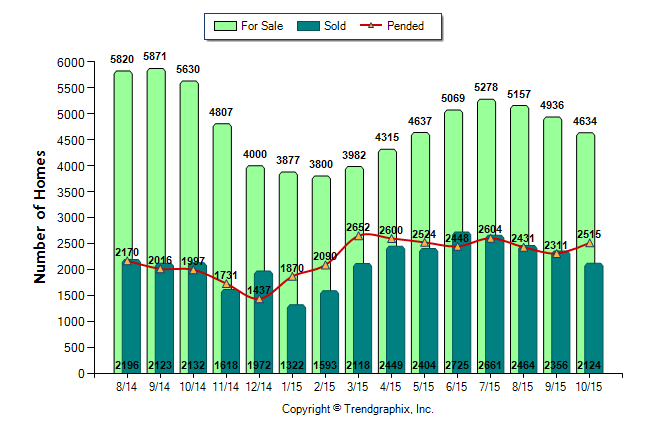 For Sale Sold Pended
Number of Homes
6000
5500
5000
4500
4000
3500
3000
2500
2000
1500
1000
500
0
5820 5871 5630 4807 4000 3877 3800 3982 4315 4637 5069 5278 5157 4936 4634
2170 2016 1997 1731 1437 1870 2090 2652 2600 2524 2448 2604 2431 2311 2515
2196 2123 2132 1618 1972 1322 1593 2118 2449 2404 2725 2661 2464 2356 2124
8/14 9/14 10/14 11/14 12/14 1/15 2/15 3/15 4/15 5/15 6/15 7/15 8/15 9/15 10/15
Copyright ® Trendgraphix, Inc.